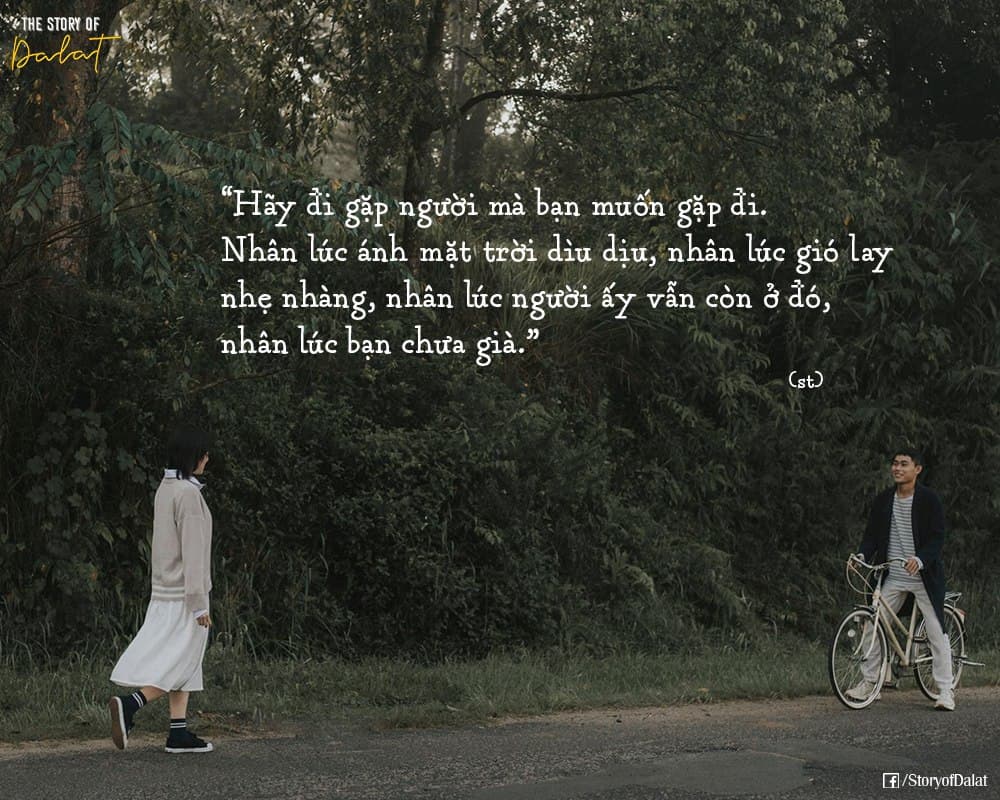 THE STORY OF
Dalat
“Hãy đi gặp người mà bạn muốn gặp đi.
Nhân lúc ánh mặt trời dìu dịu, nhân lúc gió lay
nhẹ nhàng, nhân lúc người ấy vẫn còn ở đó,
nhân lúc bạn chưa già.”
(st)
f/StoryofDalat